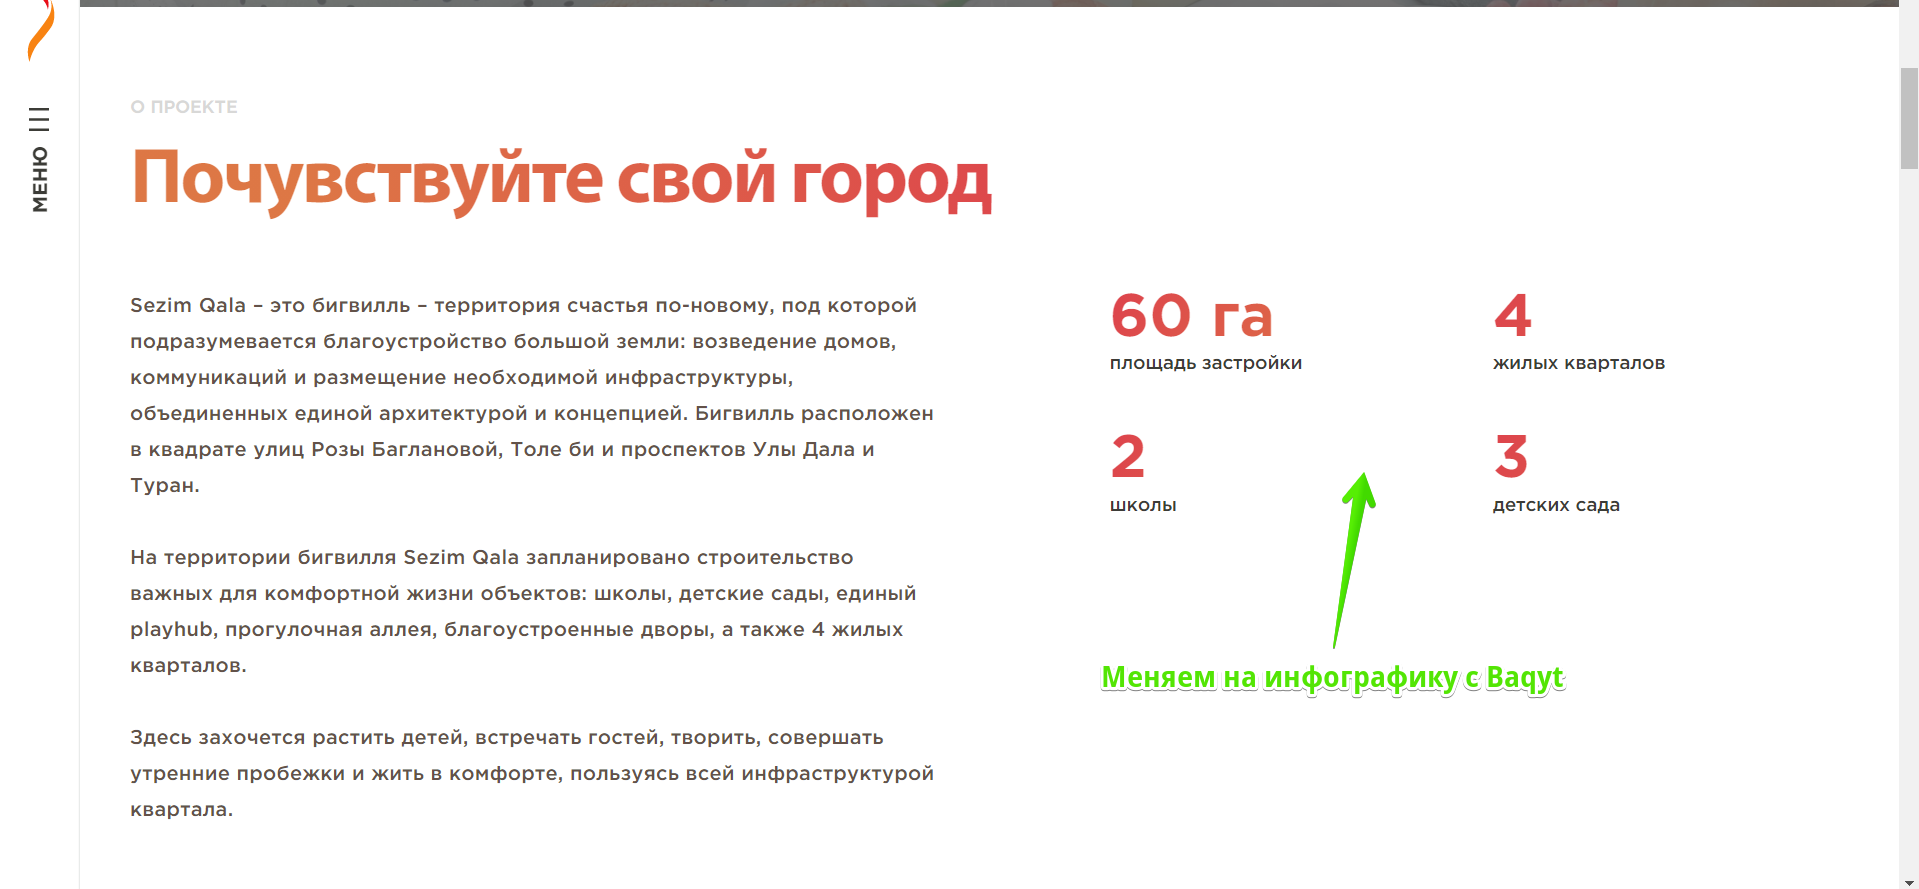 МЕНЮ
О ПРОЕКТЕ
Почувствуйте свой город
Sezim Qala – это бигвилль – территория счастья по-новому, под которой
подразумевается благоустройство большой земли: возведение домов,
коммуникаций и размещение необходимой инфраструктуры,
объединенных единой архитектурой и концепцией. Бигвилль расположен
в квадрате улиц Розы Баглановой, Толе би и проспектов Улы Дала и
Туран.
На территории бигвилля Sezim Qala запланировано строительство
важных для комфортной жизни объектов: школы, детские сады, единый
playhub, прогулочная аллея, благоустроенные дворы, а также 4 жилых
кварталов.
Здесь захочется растить детей, встречать гостей, творить, совершать
утренние пробежки и жить в комфорте, пользуясь всей инфраструктурой
квартала.
60 га
площадь застройки
4
жилых кварталов
2
школы
3
детских сада
Меняем на инфографику с Baqyt